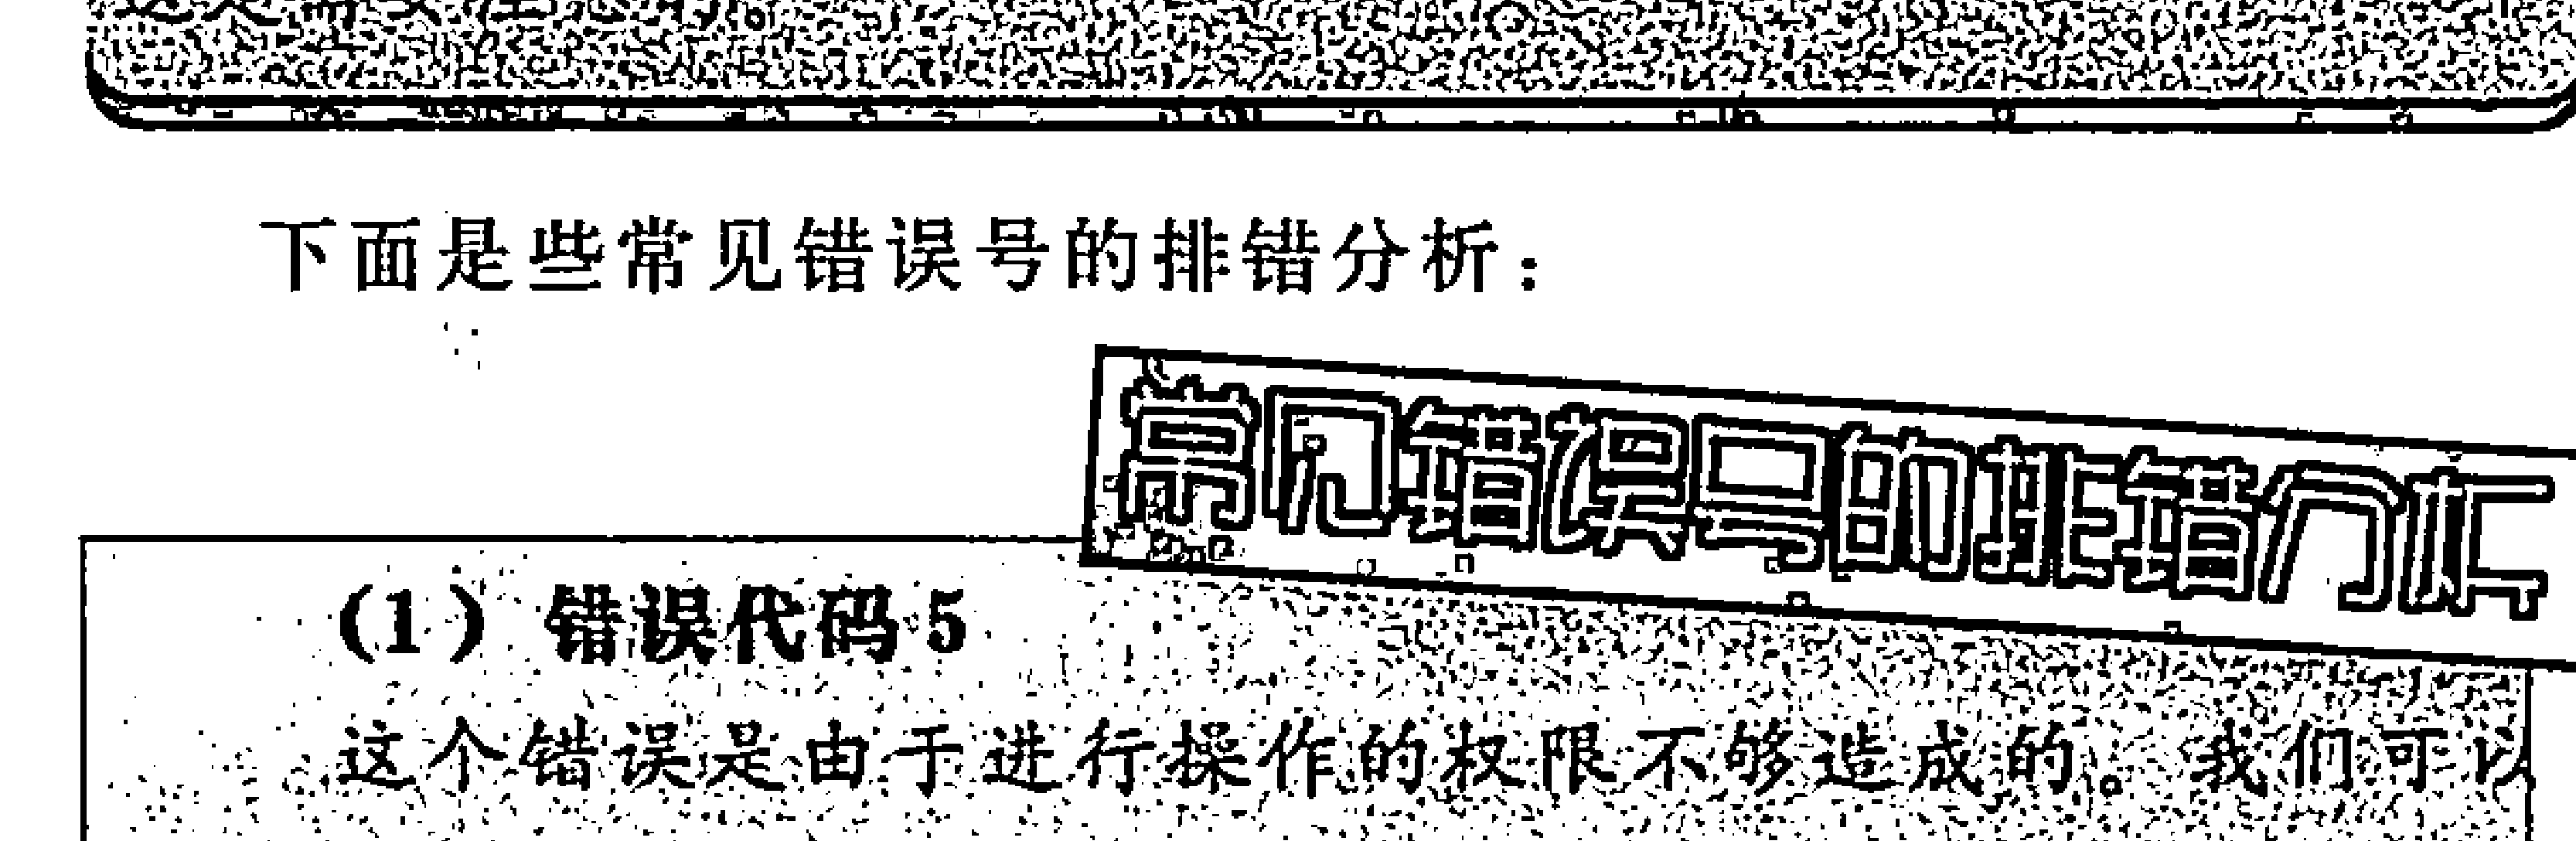 下面是些常见错误号的排错分析：
常见错误号的排错分析
（1）错误代码5
这个错误是由于进行操作的权限不够造成的。我们可以